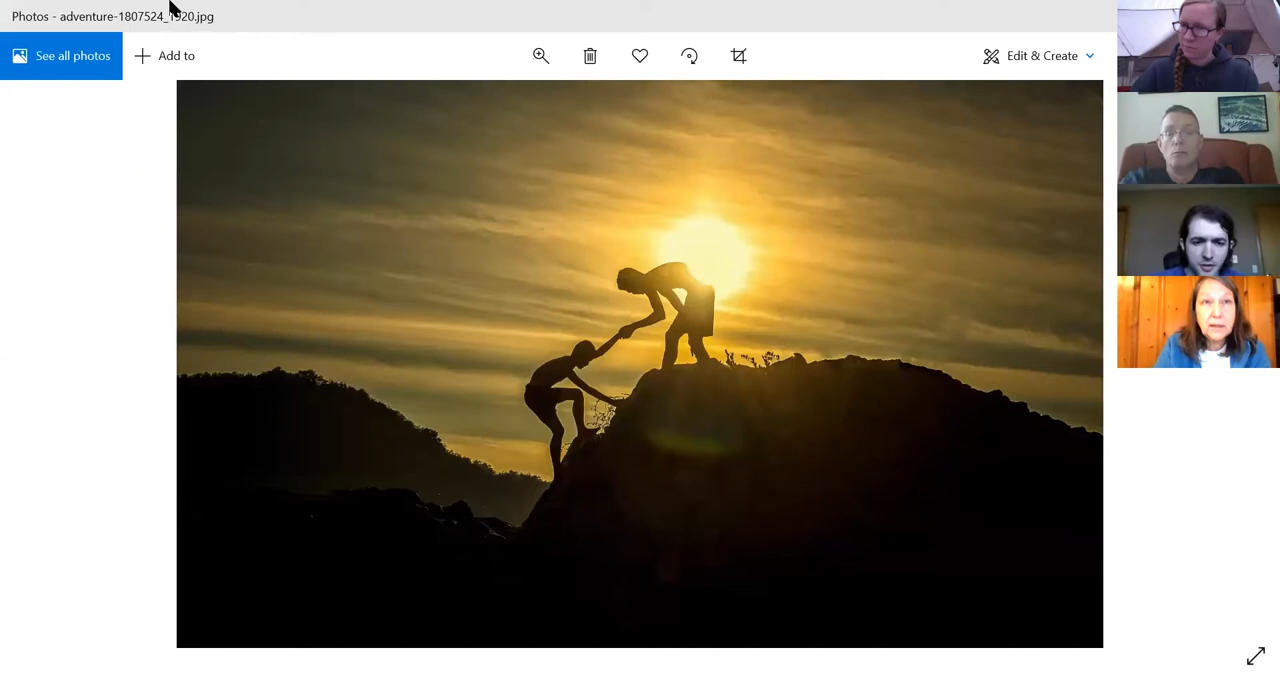 Photos - adventure-1807524_1920.jpg
See all photos
Add to
Edit & Create